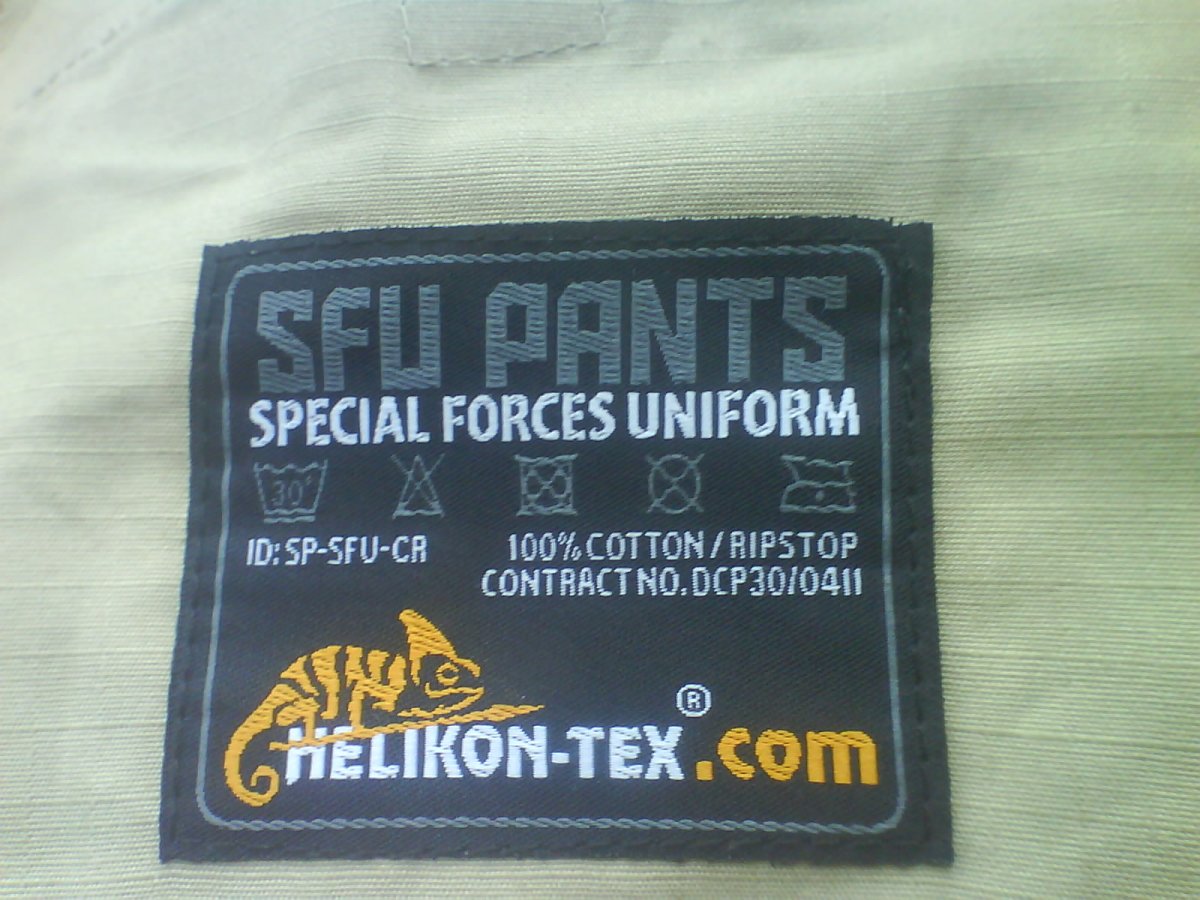 SFU PANTS
SPECIAL FORCES UNIFORM
30°
ID: SP-SFU-CR
100% COTTON / RIPSTOP
CONTRACT NO. DCP30/0411
HELIKON-TEX®.com